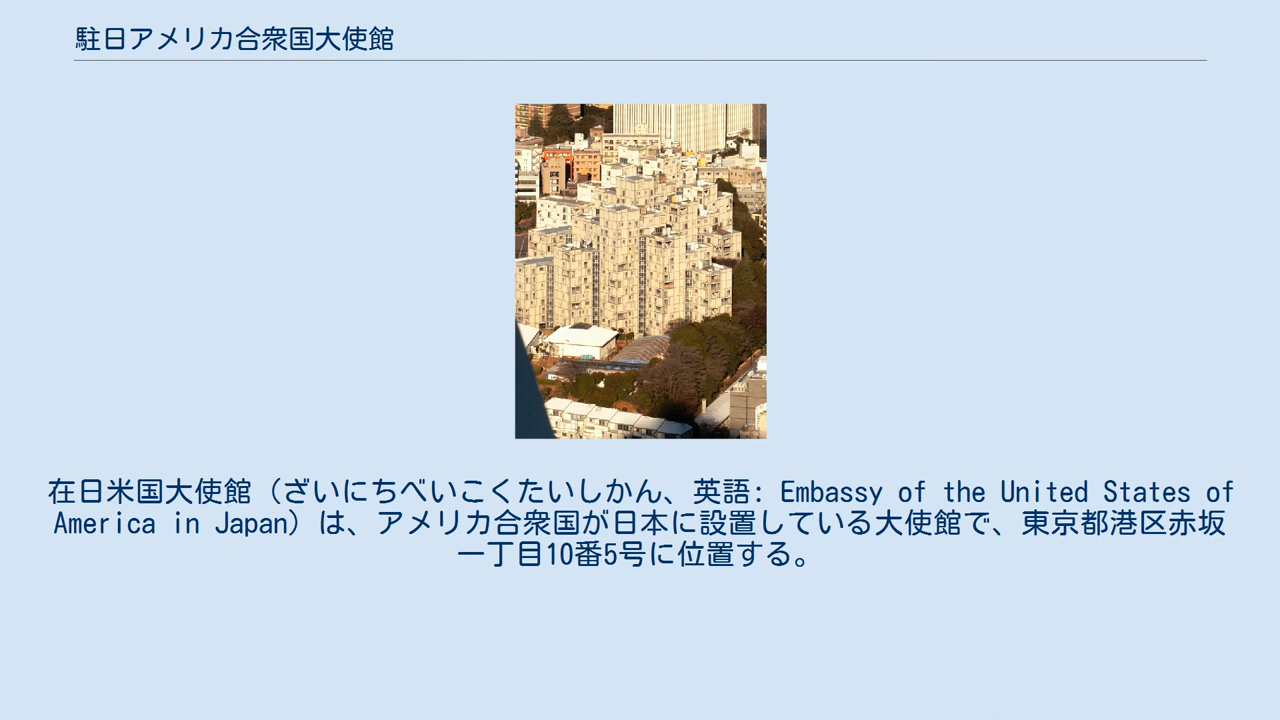 駐日アメリカ合衆国大使館
在日米国大使館（ざいにちべいこくたいしかん、英語: Embassy of the United States of
America in Japan）は、アメリカ合衆国が日本に設置している大使館で、東京都港区赤坂
一丁目10番5号に位置する。